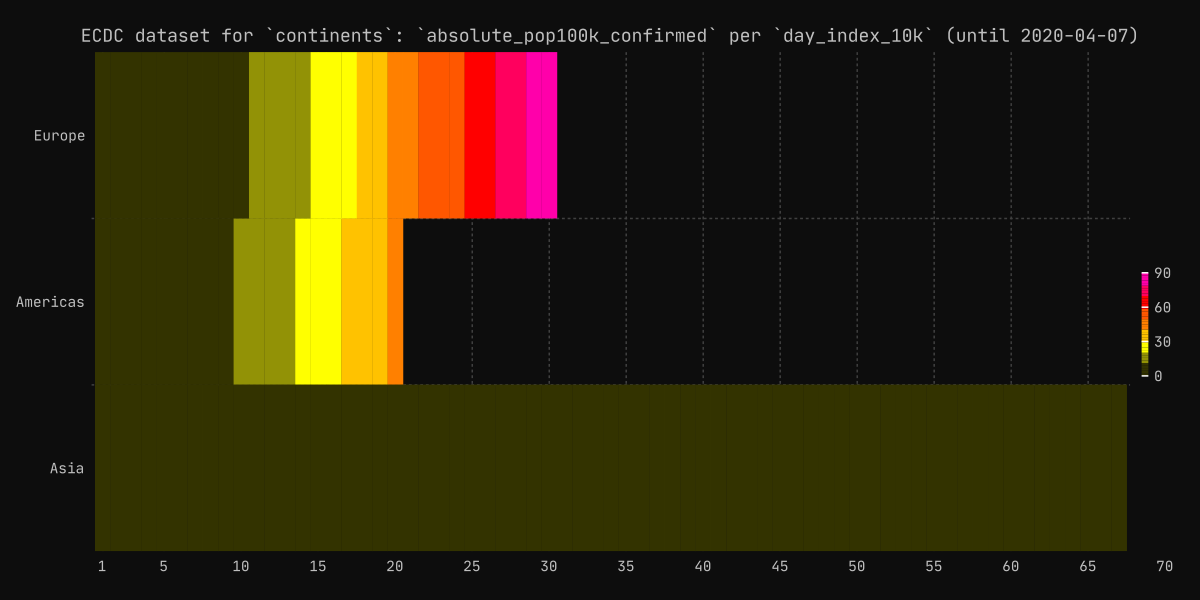 ECDC dataset for `continents`: `absolute_pop100k_confirmed` per `day_index_10k` (until 2020-04-07)
Europe
Americas
Asia
90
60
30
0
1 5 10 15 20 25 30 35 40 45 50 55 60 65 70